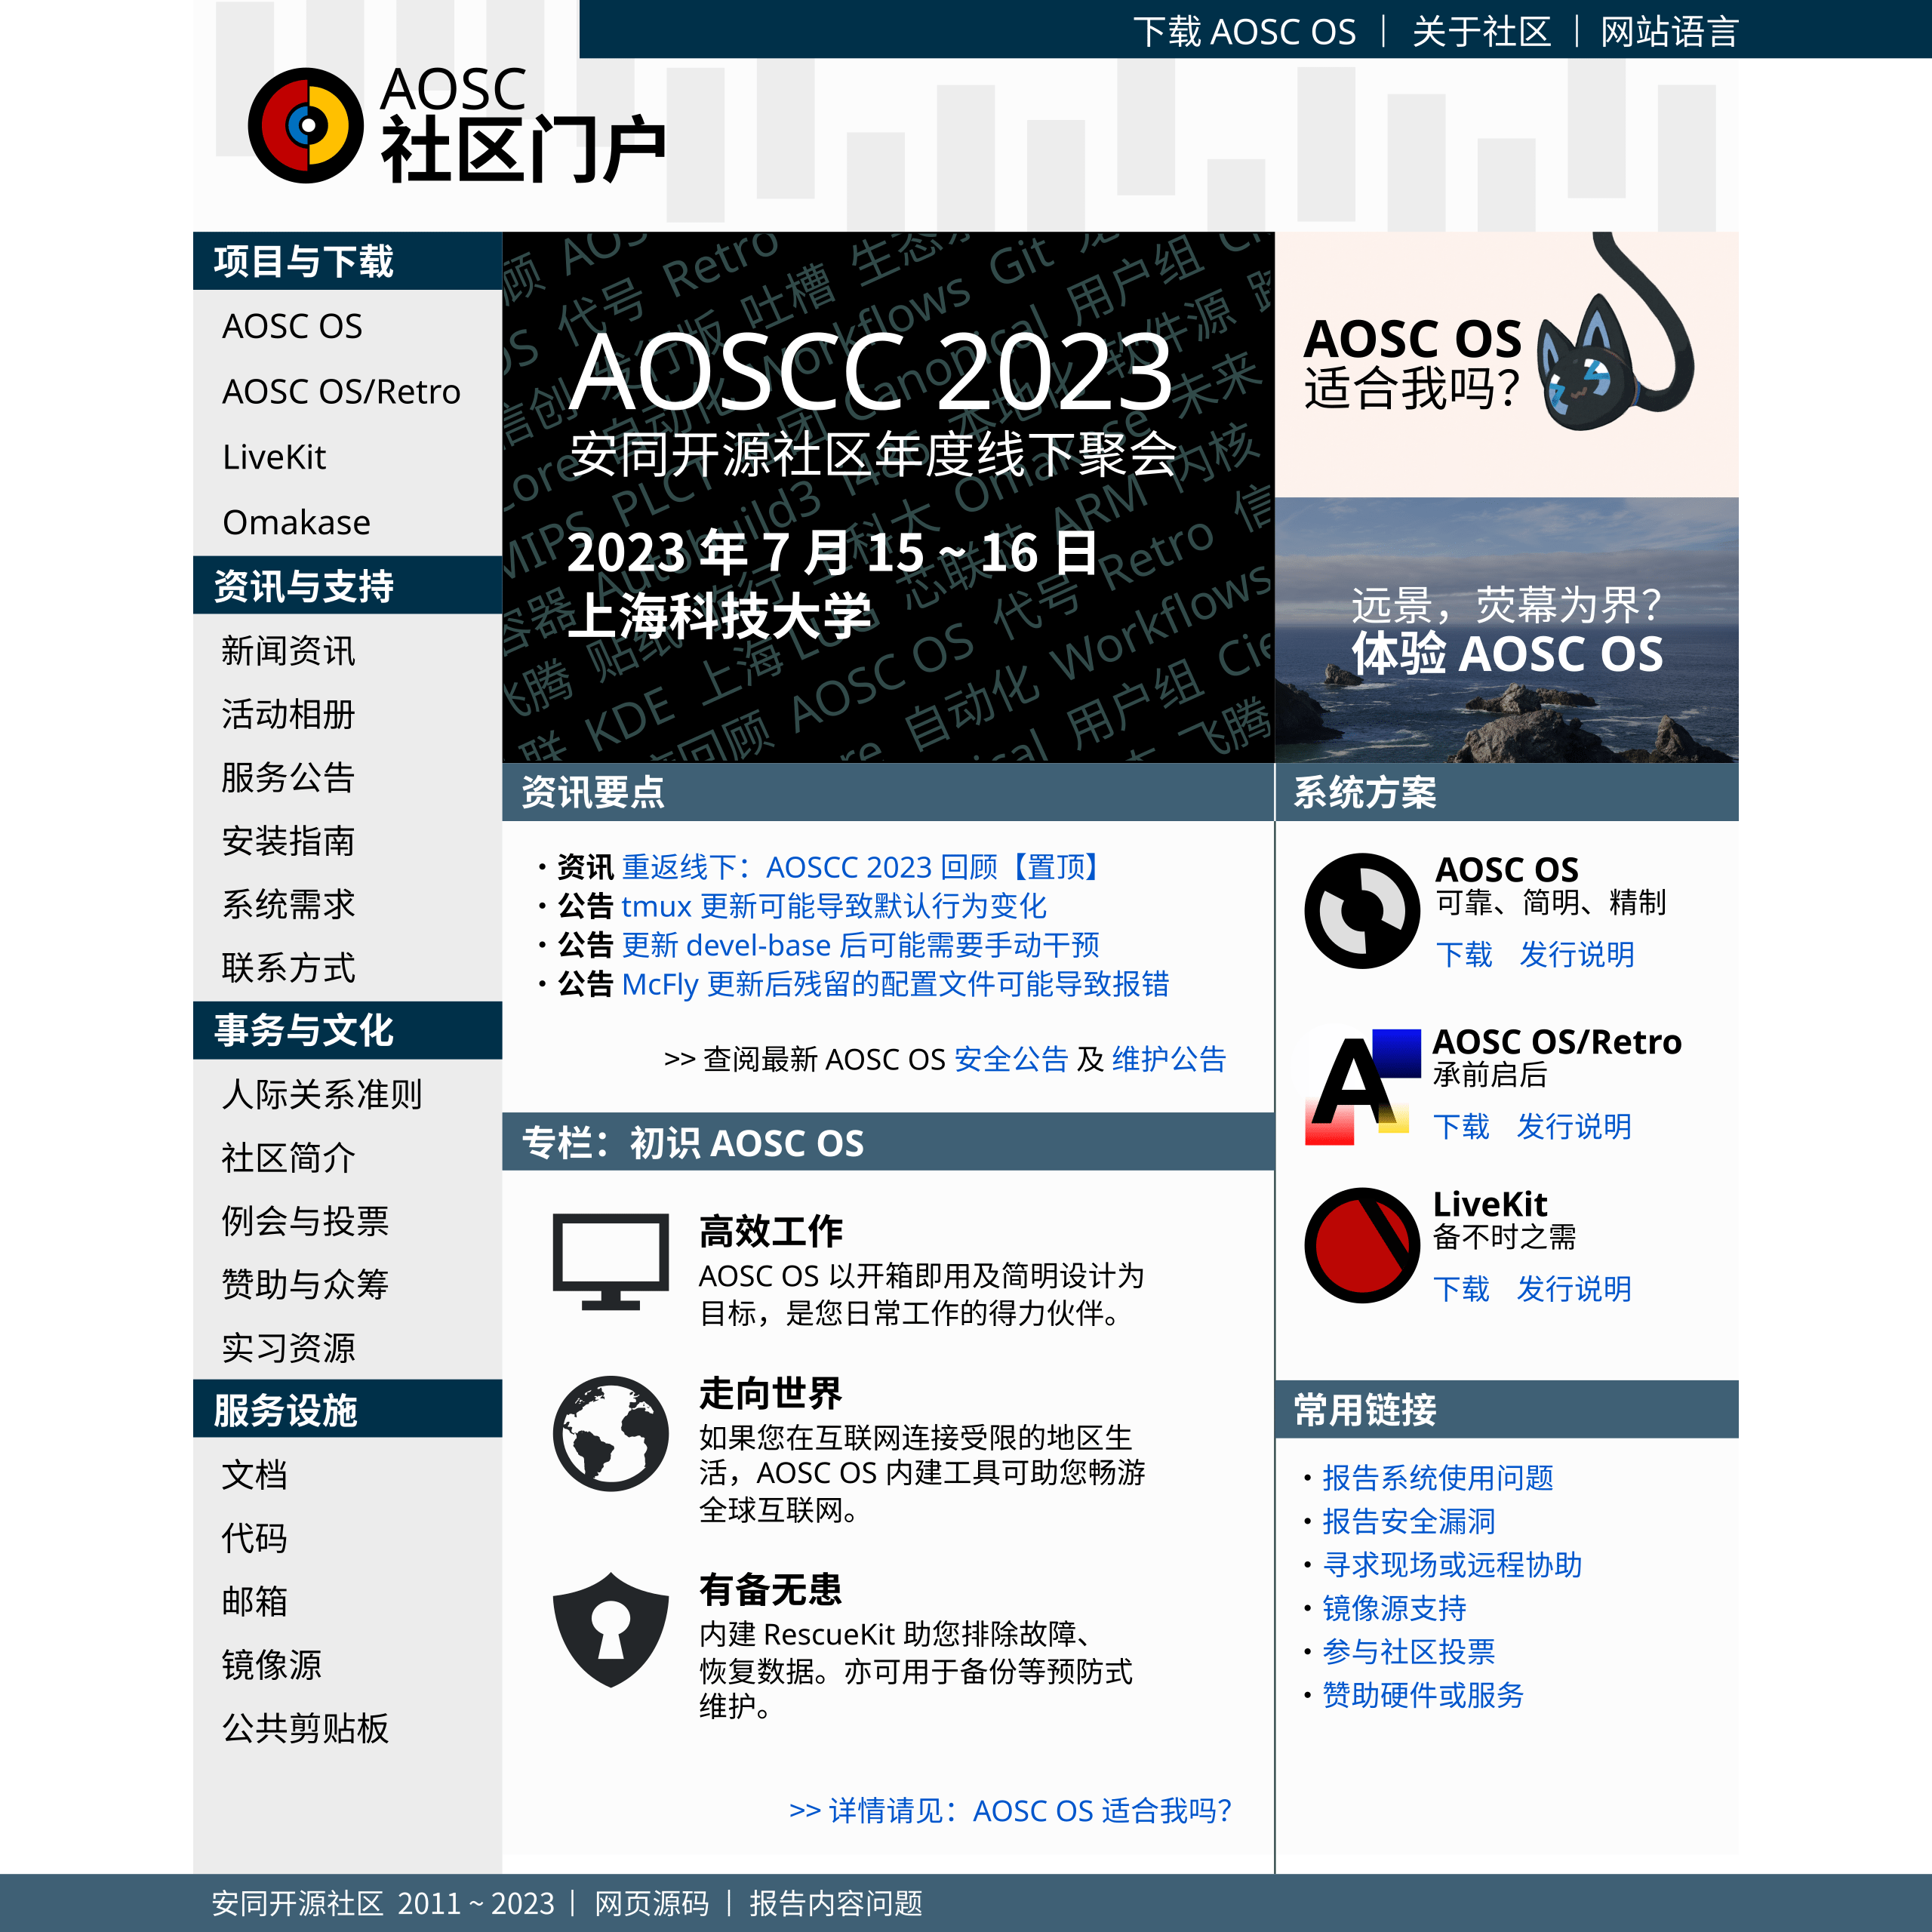 下载 AOSC OS ｜ 关于社区 ｜ 网站语言
AOSC
社区门户
项目与下载
AOSC OS
AOSC OS/Retro
LiveKit
Omakase
资讯与支持
新闻资讯
活动相册
服务公告
安装指南
系统需求
联系方式
事务与文化
人际关系准则
社区简介
例会与投票
赞助与众筹
实习资源
服务设施
文档
代码
邮箱
镜像源
公共剪贴板
AOSCC 2023
安同开源社区年度线下聚会
2023 年 7 月 15 ~ 16 日
上海科技大学
AOSC OS
适合我吗？
远景，荧幕为界？
体验 AOSC OS
资讯要点
・资讯 重返线下：AOSCC 2023 回顾【置顶】
・公告 tmux 更新可能导致默认行为变化
・公告 更新 devel-base 后可能需要手动干预
・公告 McFly 更新后残留的配置文件可能导致报错
>> 查阅最新 AOSC OS 安全公告 及 维护公告
专栏：初识 AOSC OS
高效工作
AOSC OS 以开箱即用及简明设计为
目标，是您日常工作的得力伙伴。
走向世界
如果您在互联网连接受限的地区生
活，AOSC OS 内建工具可助您畅游
全球互联网。
有备无患
内建 RescueKit 助您排除故障、
恢复数据。亦可用于备份等预防式
维护。
>> 详情请见：AOSC OS 适合我吗？
系统方案
AOSC OS
可靠、简明、精制
下载 发行说明
A
AOSC OS/Retro
承前启后
下载 发行说明
LiveKit
备不时之需
下载 发行说明
常用链接
・报告系统使用问题
・报告安全漏洞
・寻求现场或远程协助
・镜像源支持
・参与社区投票
・赞助硬件或服务
安同开源社区 2011 ~ 2023｜ 网页源码 ｜ 报告内容问题